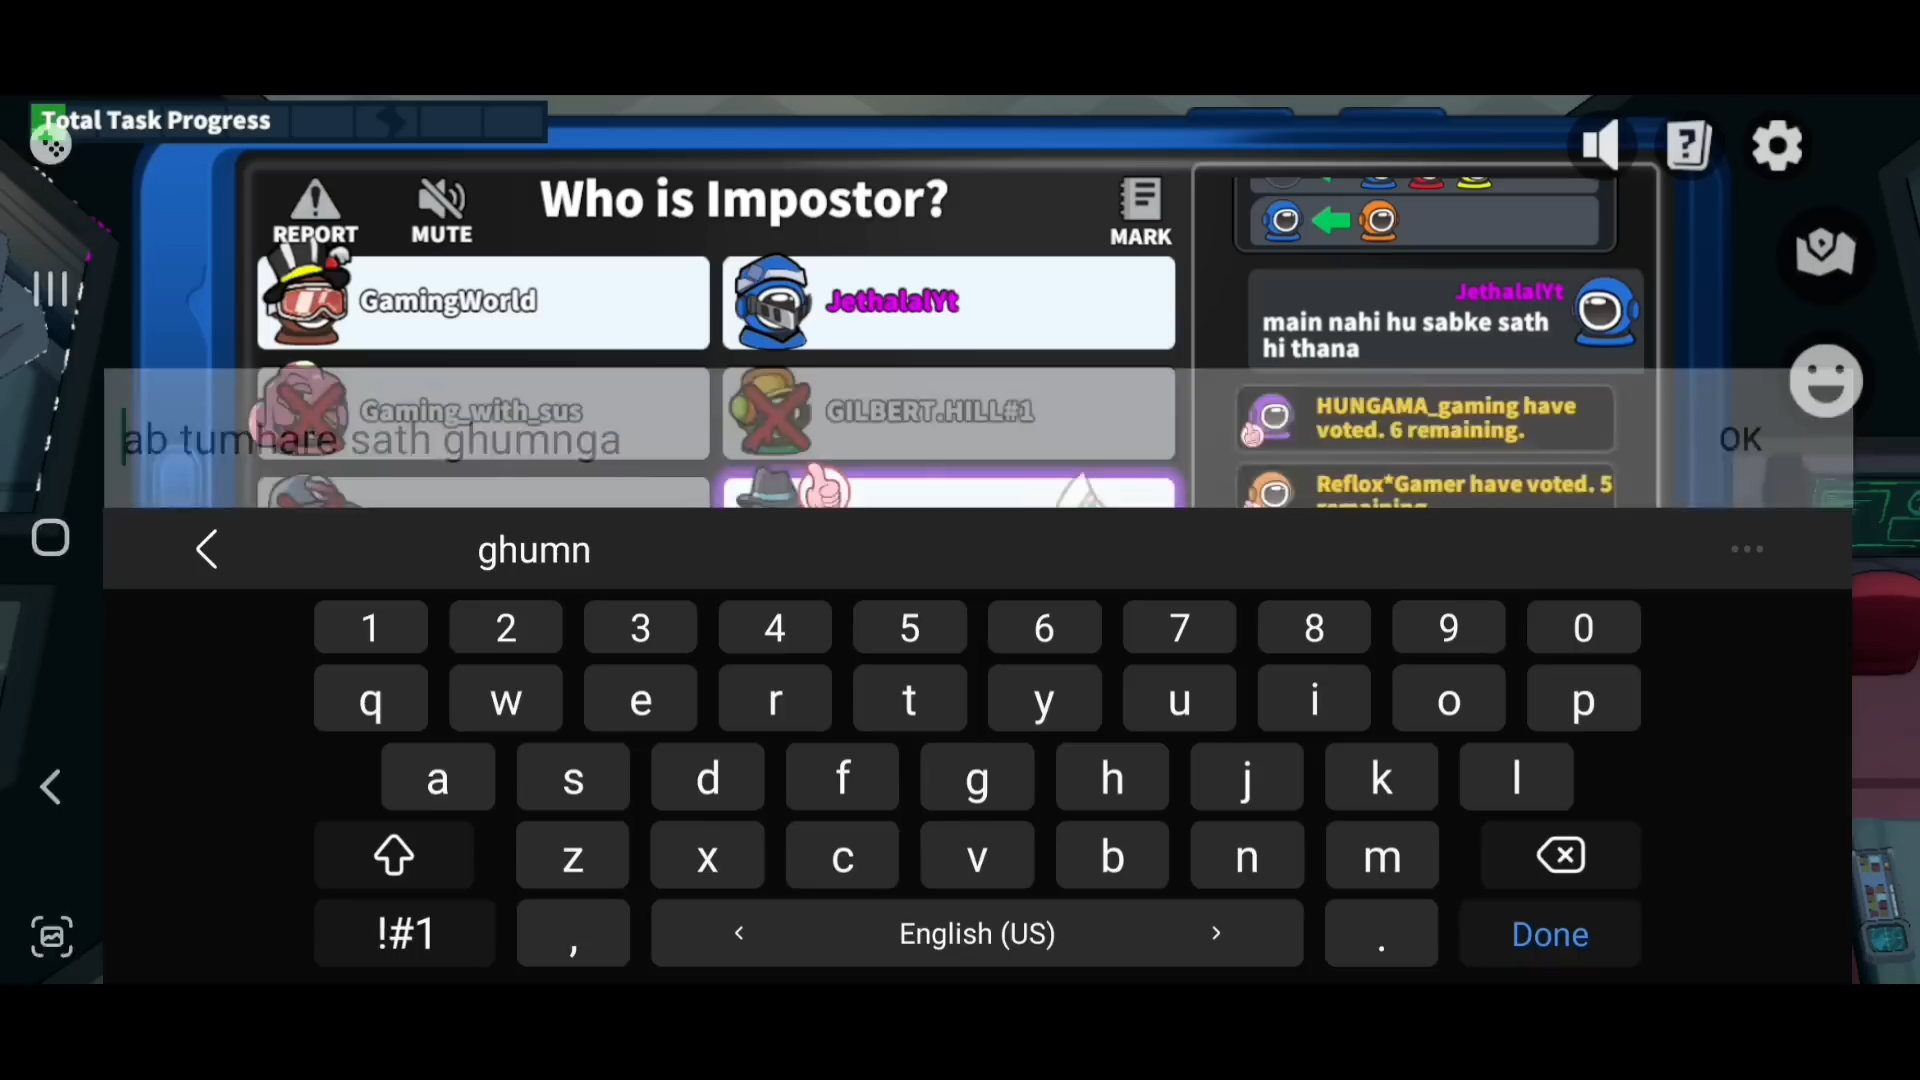 Total Task Progress
REPORT
MUTE
Who is Impostor?
MARK
GamingWorld
JethalalYt
Gaming_with_sus
GILBERT.HILL#1
JethalalYt
main nahi hu sabke sath
hi thana
HUNGAMA_gaming have
voted. 6 remaining.
Reflox*Gamer have voted. 5
remaining.
ab tumhare sath ghumnga
OK
ghumn
1 2 3 4 5 6 7 8 9 0
q w e r t y u i o p
a s d f g h j k l
z x c v b n m
!#1 , < English (US) > . Done